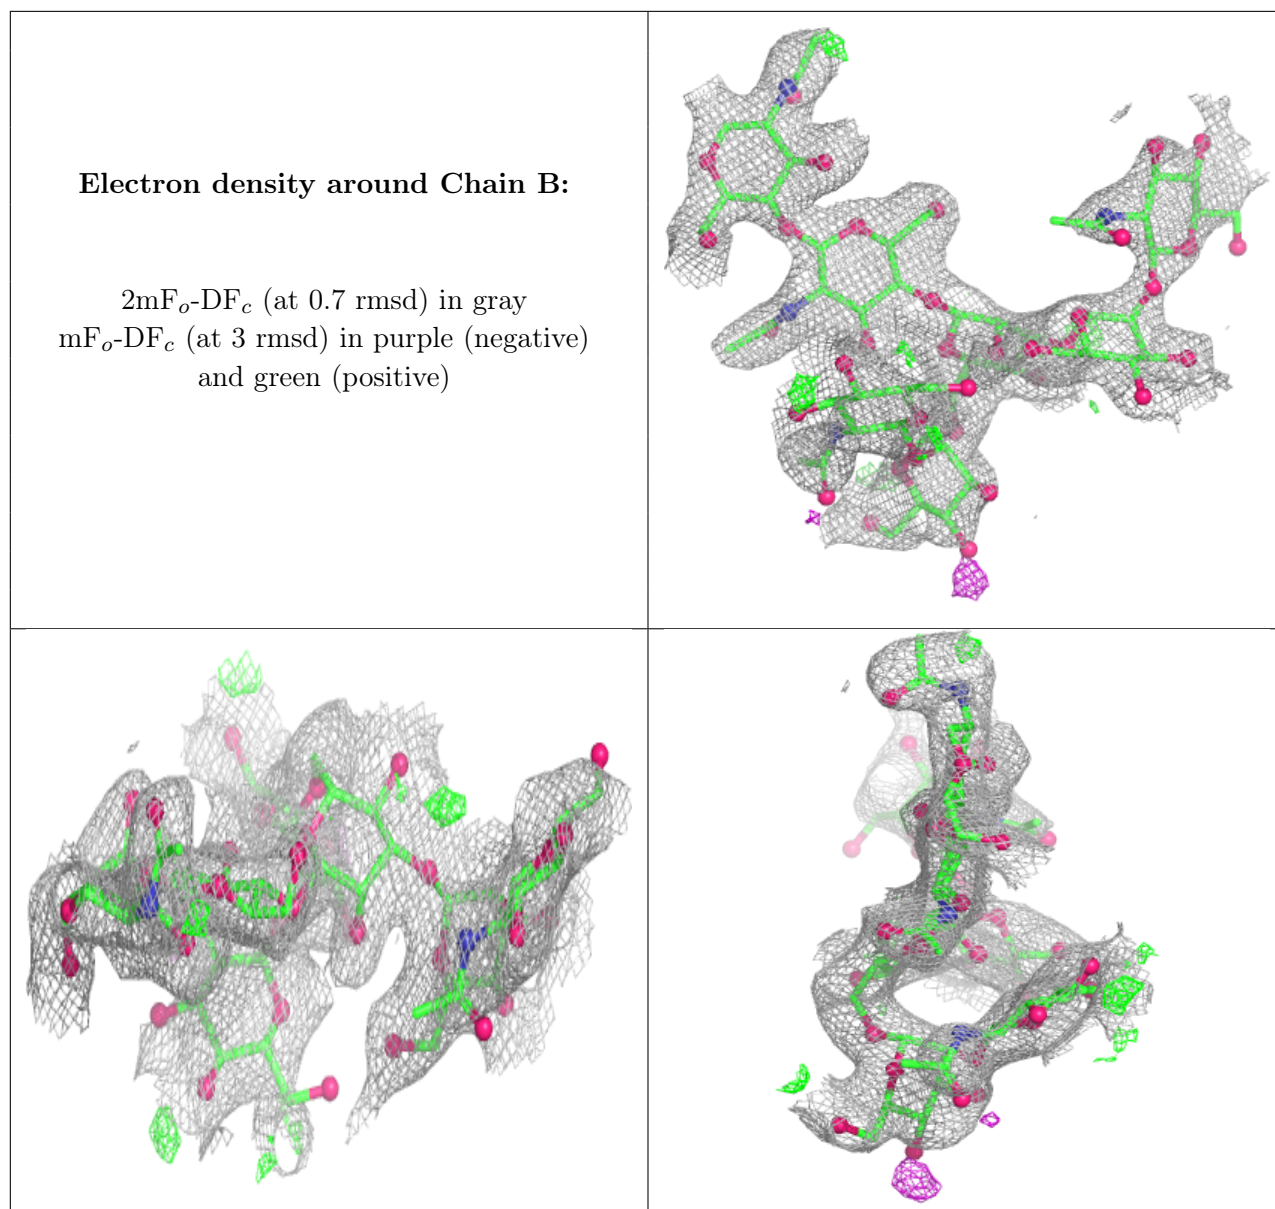 Electron density around Chain B:
2mFₒ-DF𝒸 (at 0.7 rmsd) in gray
mFₒ-DF𝒸 (at 3 rmsd) in purple (negative)
and green (positive)